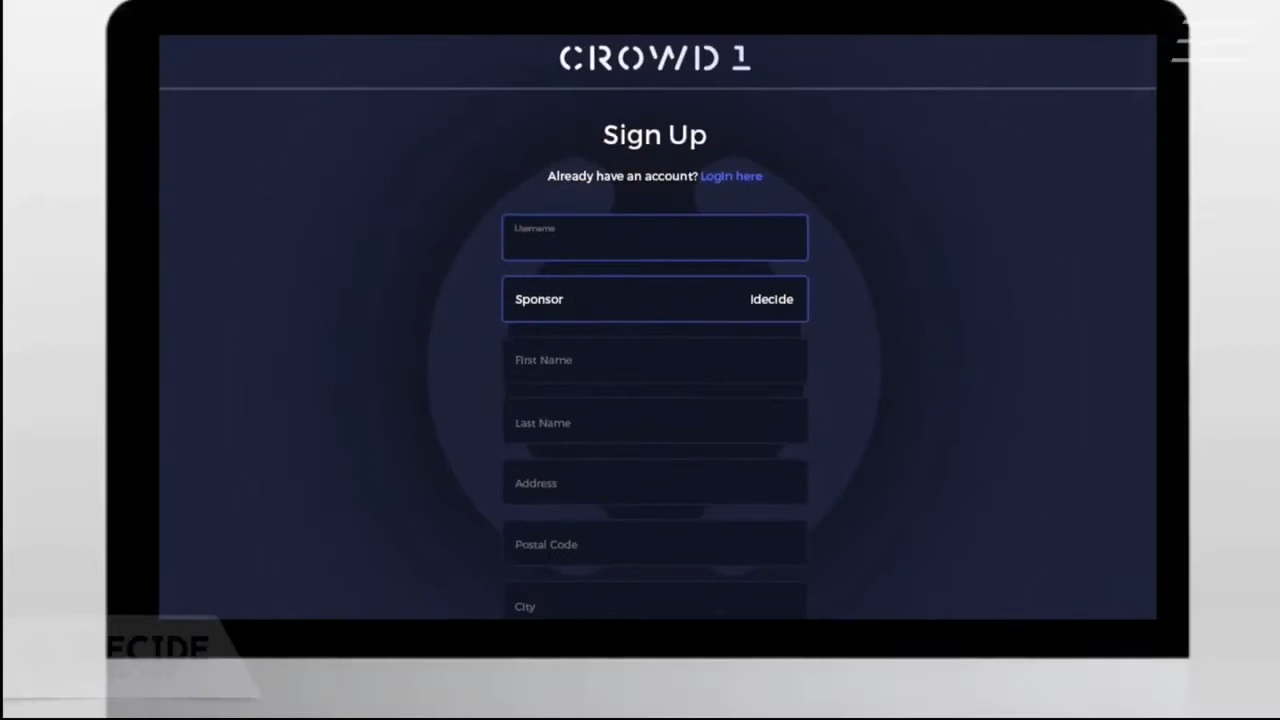 CROWD 1
Sign Up
Already have an account? Login here
Username
Sponsor idecide
First Name
Last Name
Address
Postal Code
City
ECIDE